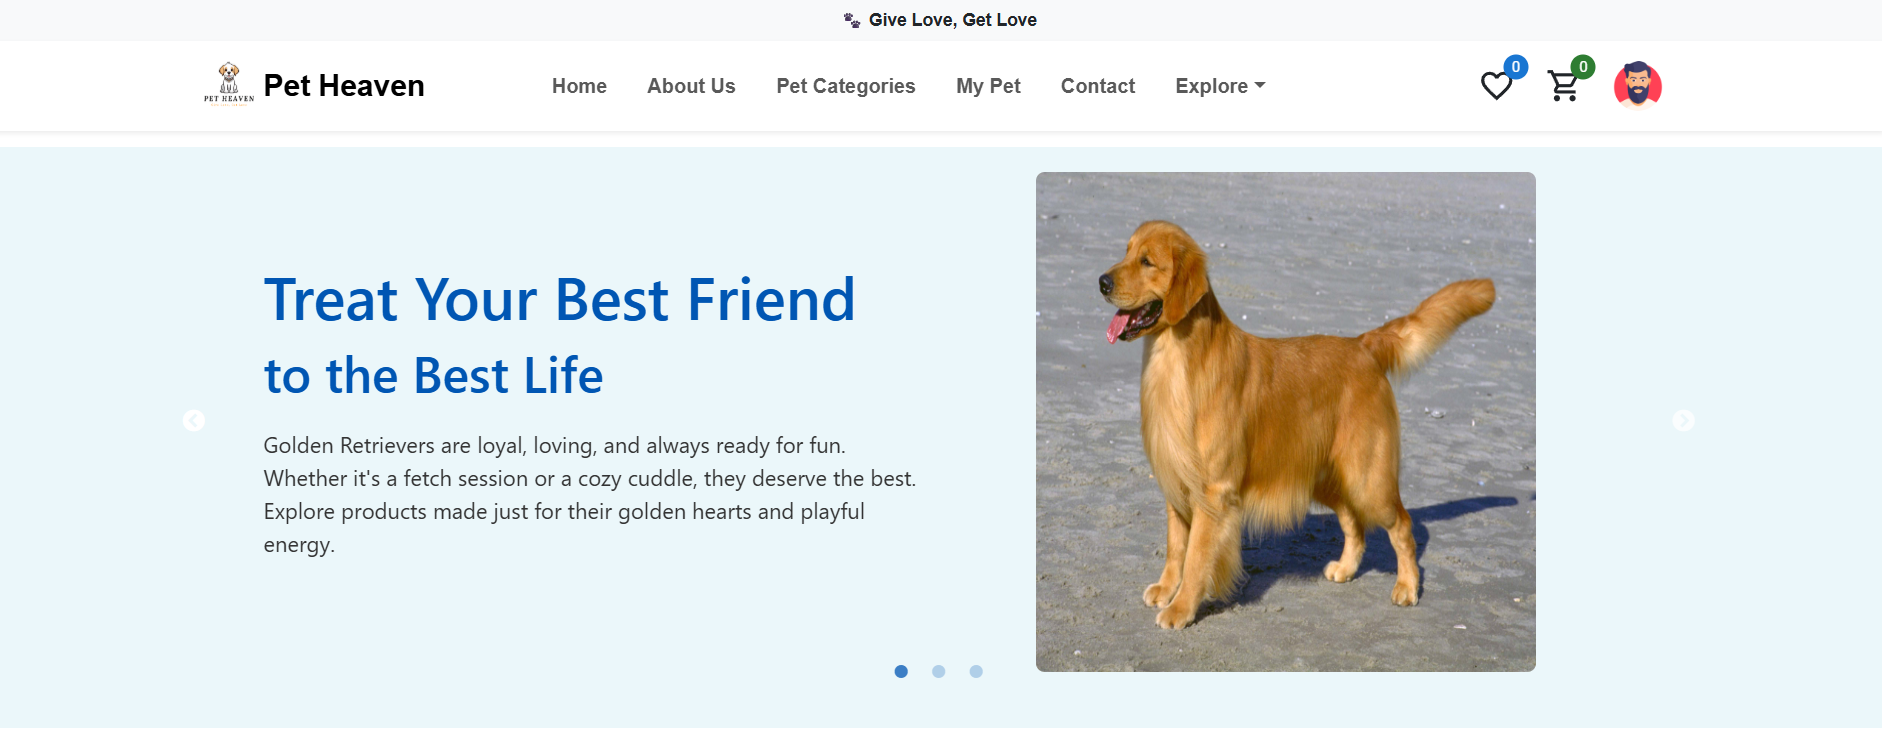 Give Love, Get Love
PET HEAVEN
Pet Heaven
Home
About Us
Pet Categories
My Pet
Contact
Explore
0
0
Treat Your Best Friend
to the Best Life
Golden Retrievers are loyal, loving, and always ready for fun.
Whether it's a fetch session or a cozy cuddle, they deserve the best.
Explore products made just for their golden hearts and playful
energy.